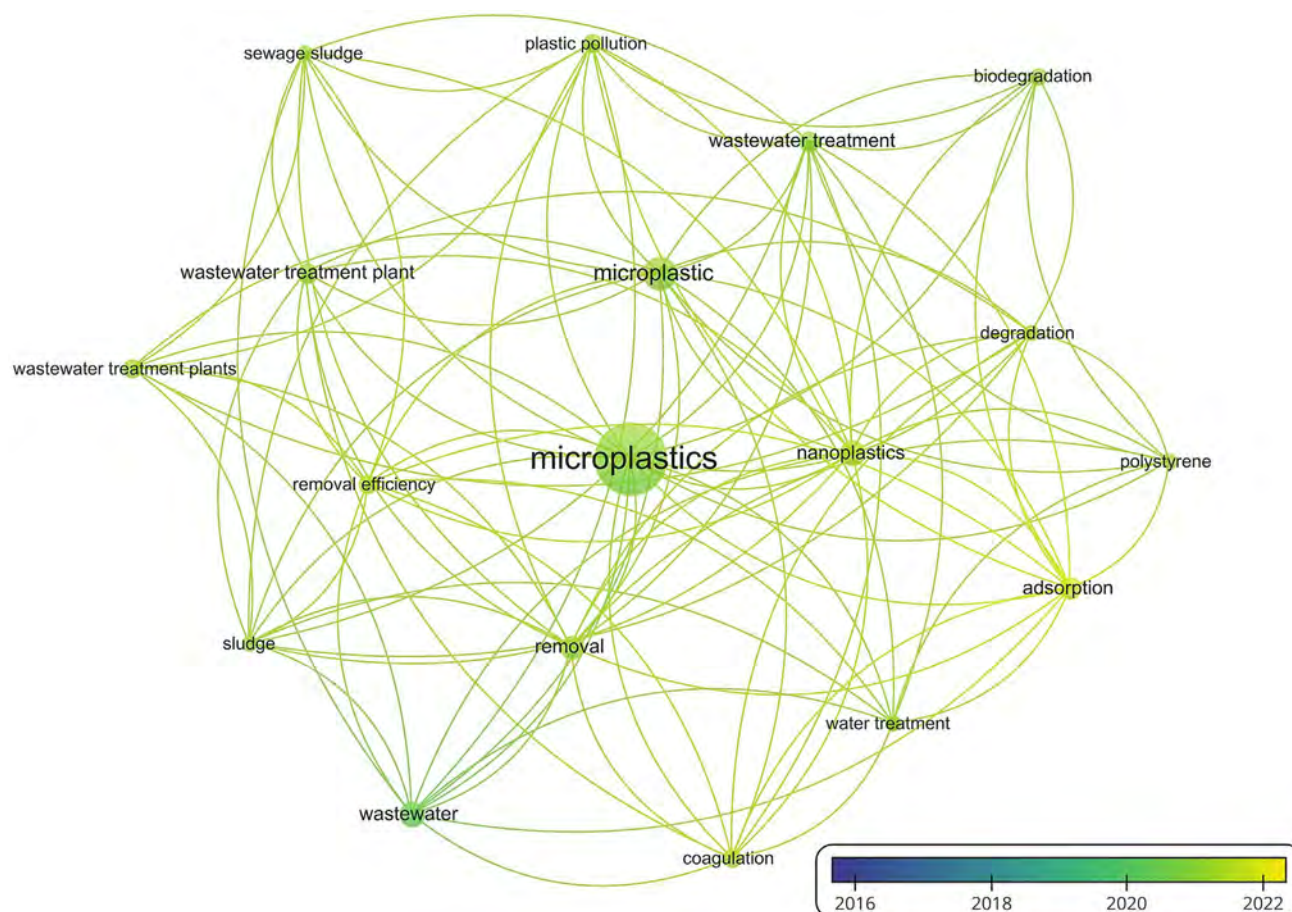 sewage sludge
plastic pollution
biodegradation
wastewater treatment
wastewater treatment plant
microplastic
degradation
wastewater treatment plants
microplastics
nanoplastics
polystyrene
removal efficiency
adsorption
sludge
removal
water treatment
wastewater
coagulation
2016 2018 2020 2022